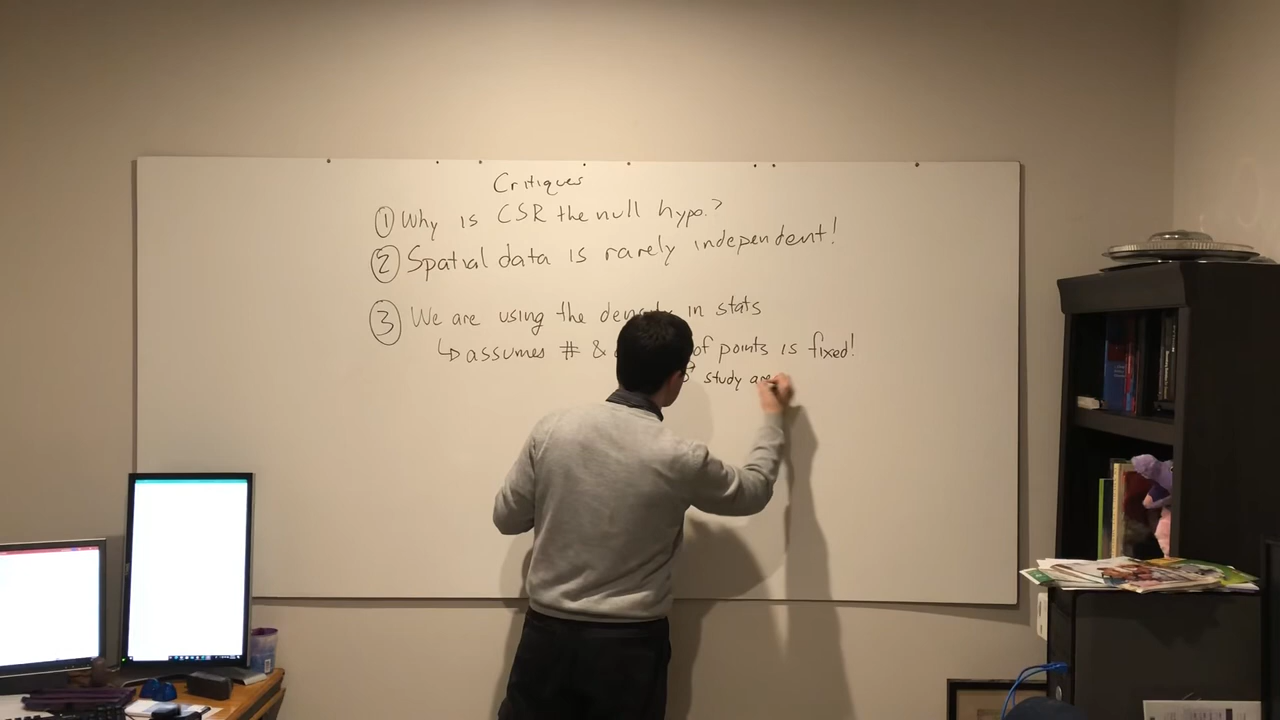 Critiques
① Why is CSR the null hypo.?
② Spatial data is rarely independent!
③ We are using the density in stats
↳ assumes # & of points is fixed!
study are